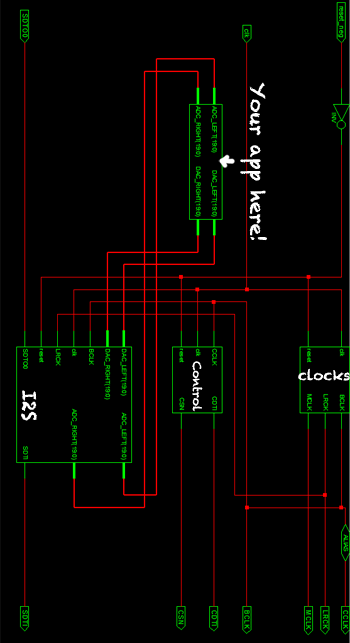 SDTO0
clk
reset_neg
INV
Your app here!
ADC_LEFT(19:0)
ADC_RIGHT(19:0)
DAC_LEFT(19:0)
DAC_RIGHT(19:0)
SDTO0
reset
LRCK
clk
BCLK
DAC_RIGHT(19:0)
DAC_LEFT(19:0)
I2S
ADC_RIGHT(19:0)
ADC_LEFT(19:0)
SDTI
reset
clk
CCLK
Control
CSN
CDTI
reset
clk
clocks
MCLK
LRCK
BCLK
SDTI
CSN
CDTI
BCLK
MCLK
LRCK
CCLK